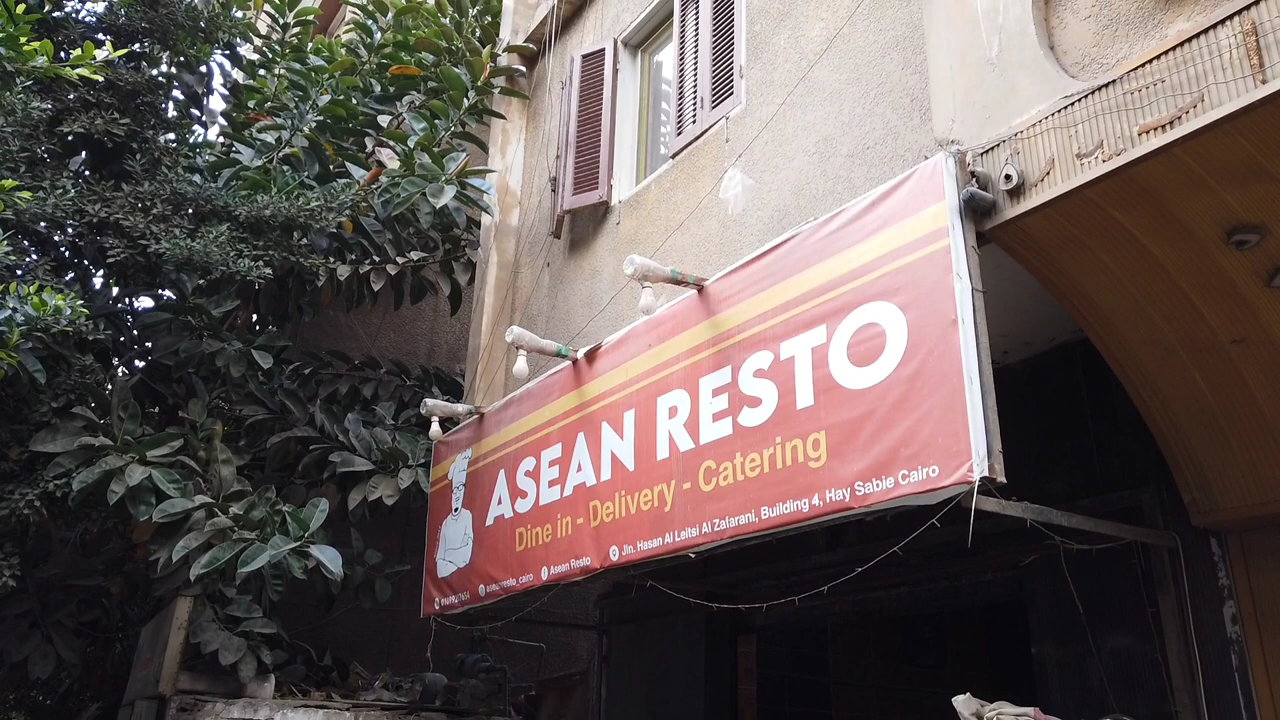 ASEAN RESTO
Dine in - Delivery - Catering
aseanresto_cairo Asean Resto Jln. Hasan Al Leitsi Al Zafarani, Building 4, Hay Sabie Cairo